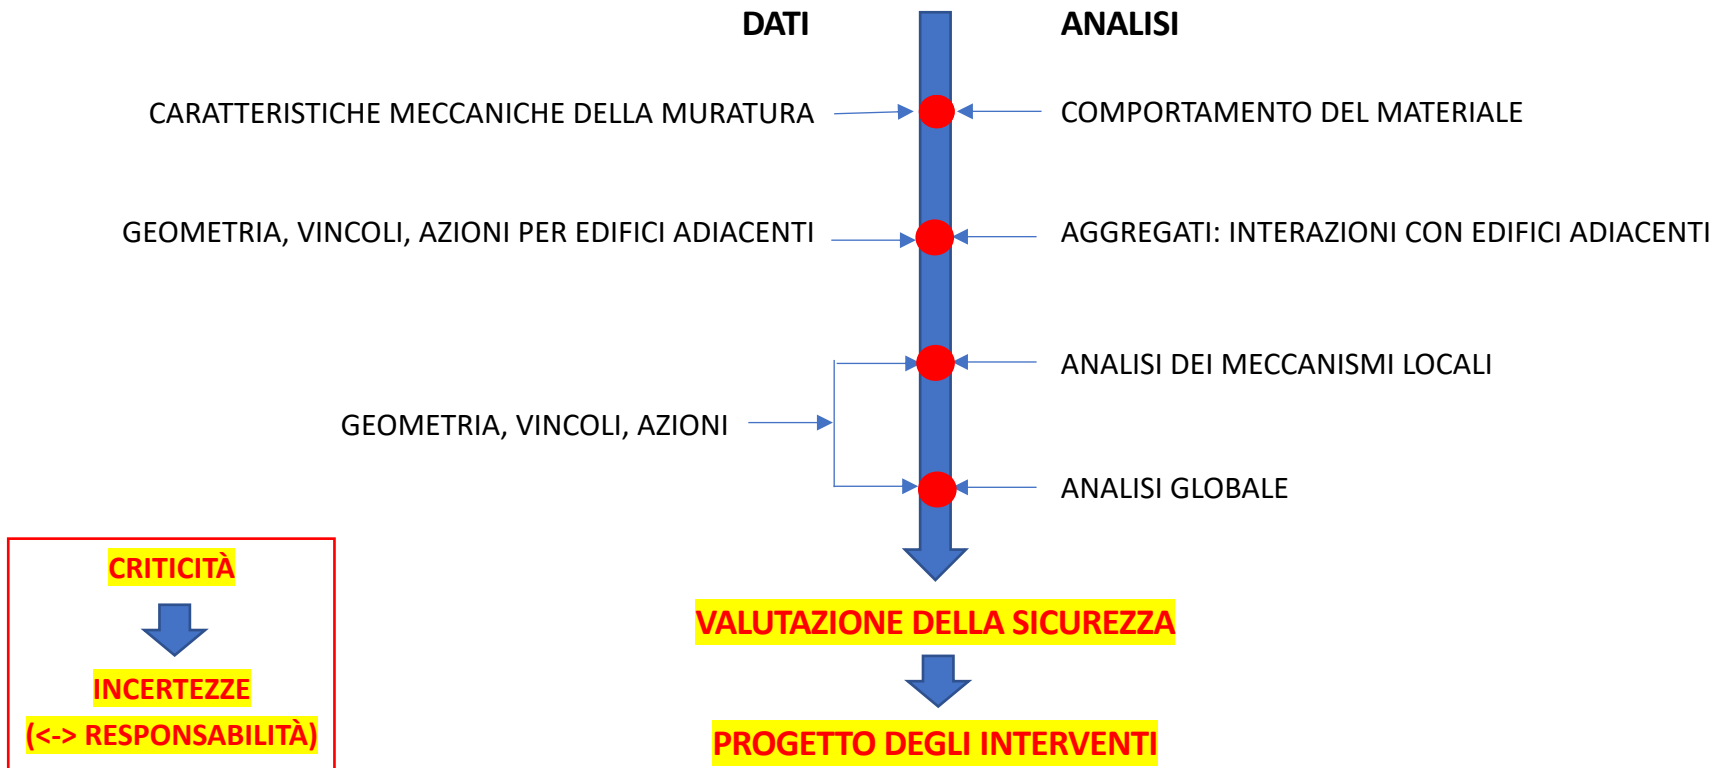 DATI
ANALISI
CARATTERISTICHE MECCANICHE DELLA MURATURA
COMPORTAMENTO DEL MATERIALE
GEOMETRIA, VINCOLI, AZIONI PER EDIFICI ADIACENTI
AGGREGATI: INTERAZIONI CON EDIFICI ADIACENTI
ANALISI DEI MECCANISMI LOCALI
GEOMETRIA, VINCOLI, AZIONI
ANALISI GLOBALE
CRITICITÀ
INCERTEZZE
(<-> RESPONSABILITÀ)
VALUTAZIONE DELLA SICUREZZA
PROGETTO DEGLI INTERVENTI